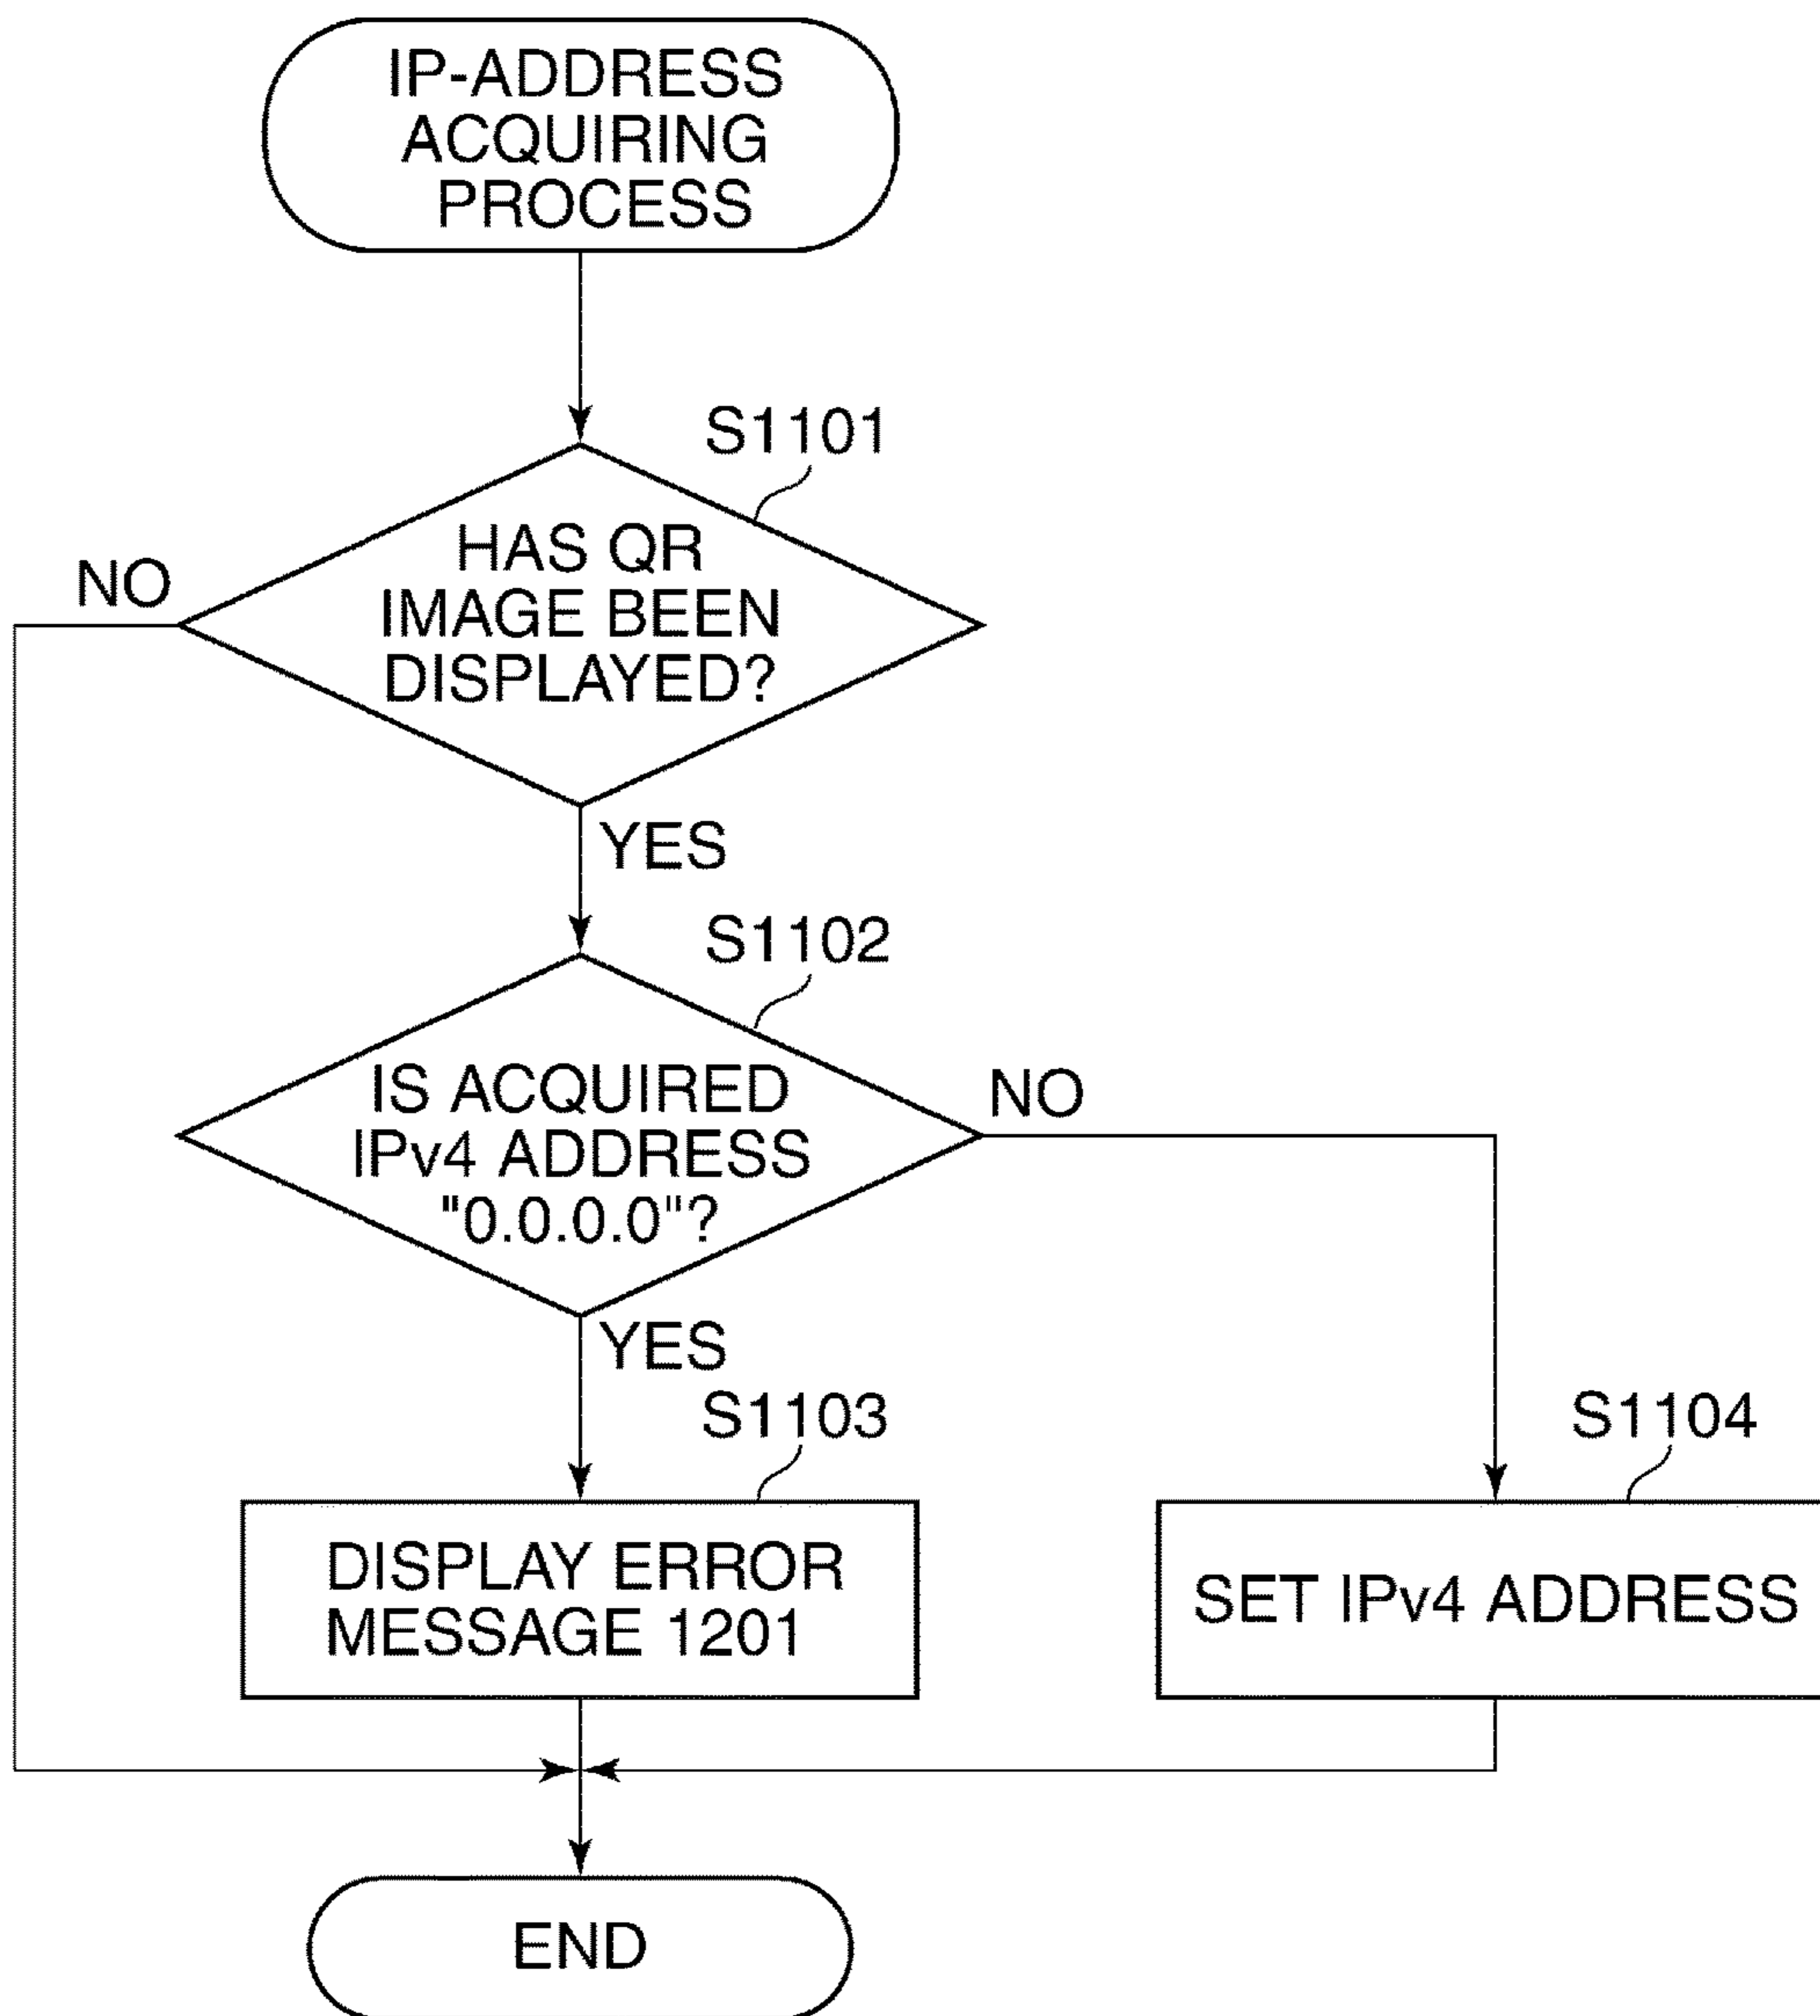 IP-ADDRESS
ACQUIRING
PROCESS
S1101
HAS QR
IMAGE BEEN
DISPLAYED?
NO
YES
S1102
IS ACQUIRED
IPv4 ADDRESS
"0.0.0.0"?
NO
YES
S1103
DISPLAY ERROR
MESSAGE 1201
S1104
SET IPv4 ADDRESS
END